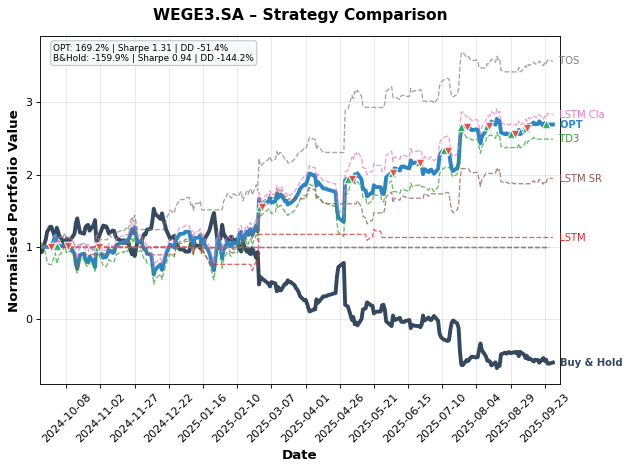 WEGE3.SA – Strategy Comparison
OPT: 169.2% | Sharpe 1.31 | DD -51.4%
B&Hold: -159.9% | Sharpe 0.94 | DD -144.2%
TOS
LSTM Cla
OPT
TD3
LSTM SR
LSTM
Buy & Hold
Normalised Portfolio Value
3
2
1
0
2024-10-08
2024-11-02
2024-11-27
2024-12-22
2025-01-16
2025-02-10
2025-03-07
2025-04-01
2025-04-26
2025-05-21
2025-06-15
2025-07-10
2025-08-04
2025-08-29
2025-09-23
Date